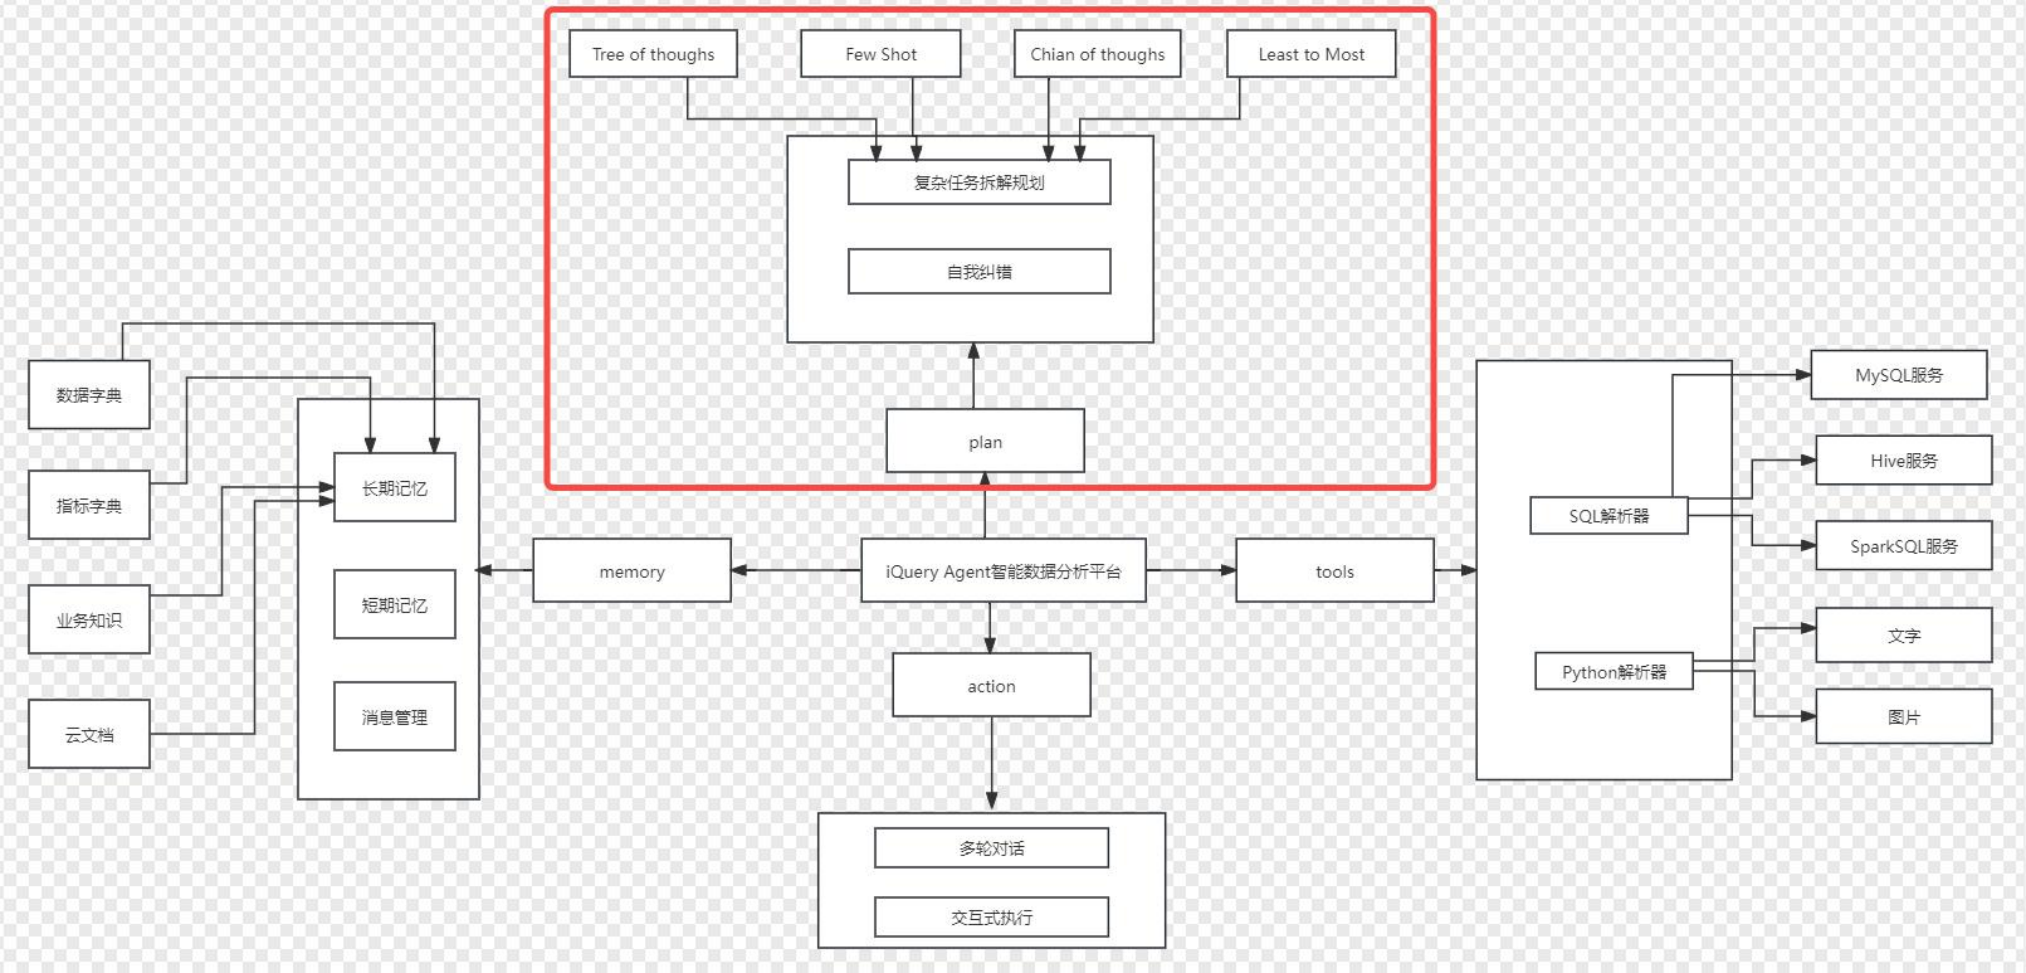 Tree of thoughs
Few Shot
Chian of thoughs
Least to Most
复杂任务拆解规划
自我纠错
plan
数据字典
指标字典
业务知识
云文档
长期记忆
短期记忆
消息管理
memory
iQuery Agent智能数据分析平台
tools
action
多轮对话
交互式执行
SQL解析器
Python解析器
MySQL服务
Hive服务
SparkSQL服务
文字
图片